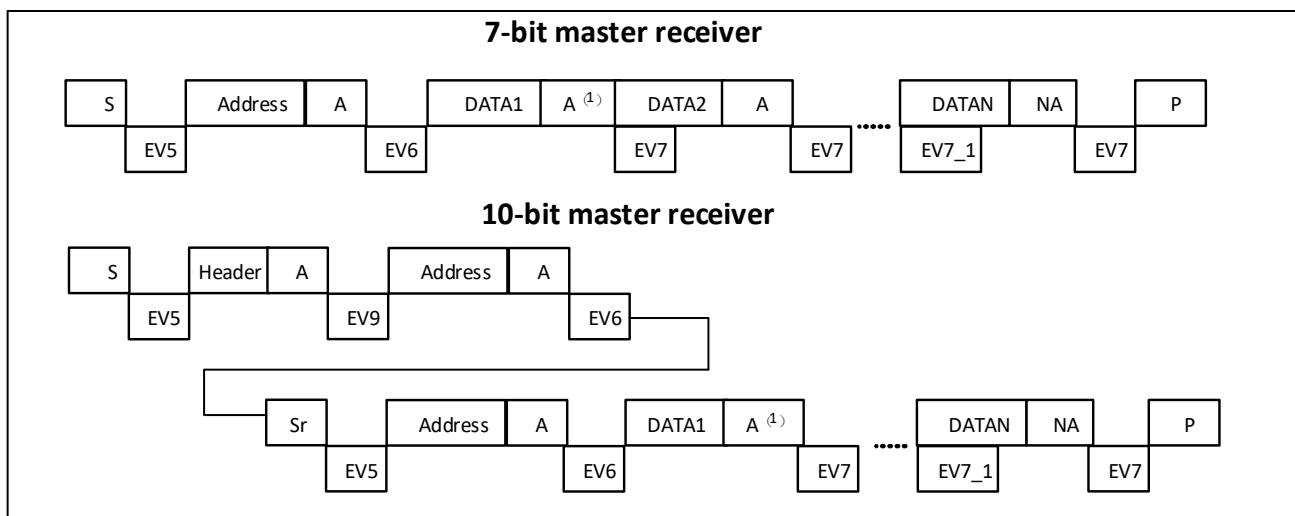 7-bit master receiver
S Address A DATA1 A (1) DATA2 A ..... DATAN NA P
EV5 EV6 EV7 EV7 EV7_1 EV7
10-bit master receiver
S Header A Address A
EV5 EV9 EV6
Sr Address A DATA1 A (1) ..... DATAN NA P
EV5 EV6 EV7 EV7_1 EV7